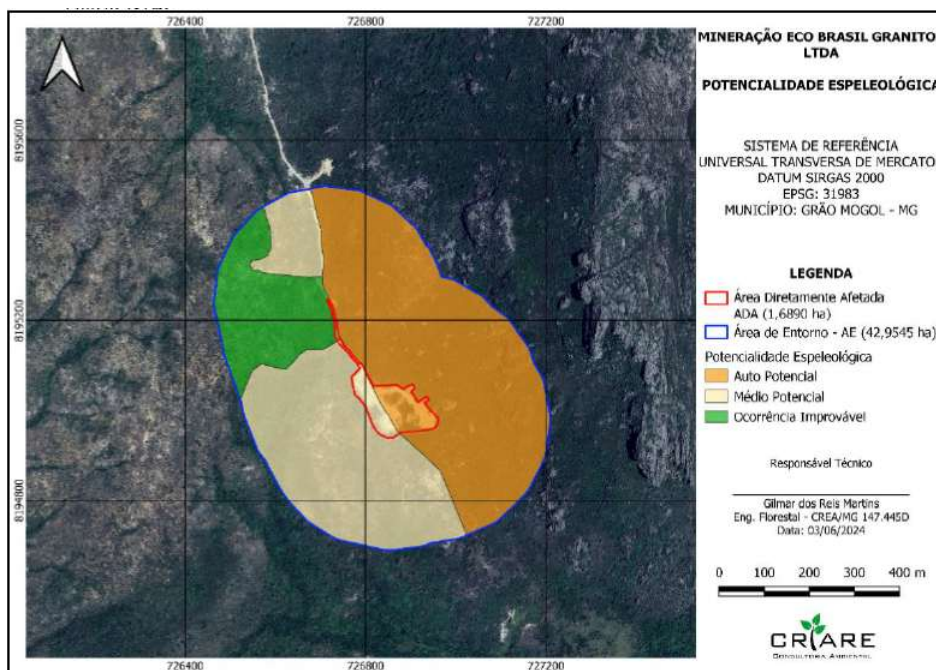 726400
726800
727200
8195600
8195200
8194800
726400
726800
727200
MINERAÇÃO ECO BRASIL GRANITO
LTDA
POTENCIALIDADE ESPELEOLÓGICA
SISTEMA DE REFERÊNCIA
UNIVERSAL TRANSVERSA DE MERCATO
DATUM SIRGAS 2000
EPSG: 31983
MUNICÍPIO: GRÃO MOGOL - MG
LEGENDA
Área Diretamente Afetada
ADA (1,6890 ha)
Área de Entorno - AE (42,9545 ha)
Potencialidade Espeleológica
Auto Potencial
Médio Potencial
Ocorrência Improvável
Responsável Técnico
Gilmar dos Reis Martins
Eng. Florestal - CREA/MG 147.445D
Data: 03/06/2024
0 100 200 300 400 m
CRIARE
CONSULTORIA AMBIENTAL